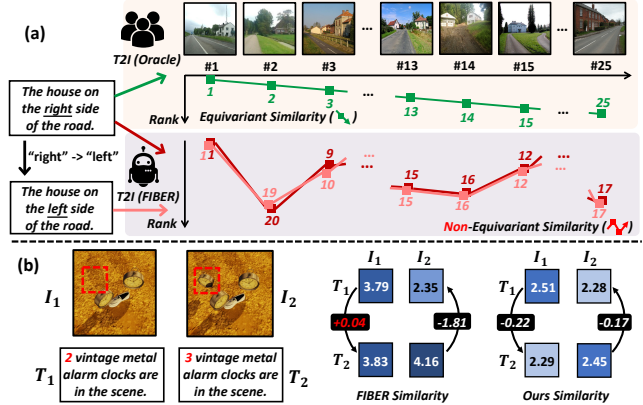 (a)
T2I (Oracle)
#1 #2 #3 ... #13 #14 #15 ... #25
The house on
the right side
of the road.
1 2 3 ... 13 14 15 ... 25
Rank
Equivariant Similarity ( )
"right" -> "left"
T2I (FIBER)
The house on
the left side
of the road.
1 19 9 ... 15 16 12 ... 17
1 20 10 ... 15 16 12 ... 17
Rank
Non-Equivariant Similarity ( )
(b)
I₁ I₂
T₁ 2 vintage metal
alarm clocks are
in the scene.
3 vintage metal
alarm clocks are
in the scene. T₂
I₁ I₂
T₁ 3.79 2.35
+0.04 -1.81
T₂ 3.83 4.16
FIBER Similarity
I₁ I₂
T₁ 2.51 2.28
-0.22 -0.17
T₂ 2.29 2.45
Ours Similarity